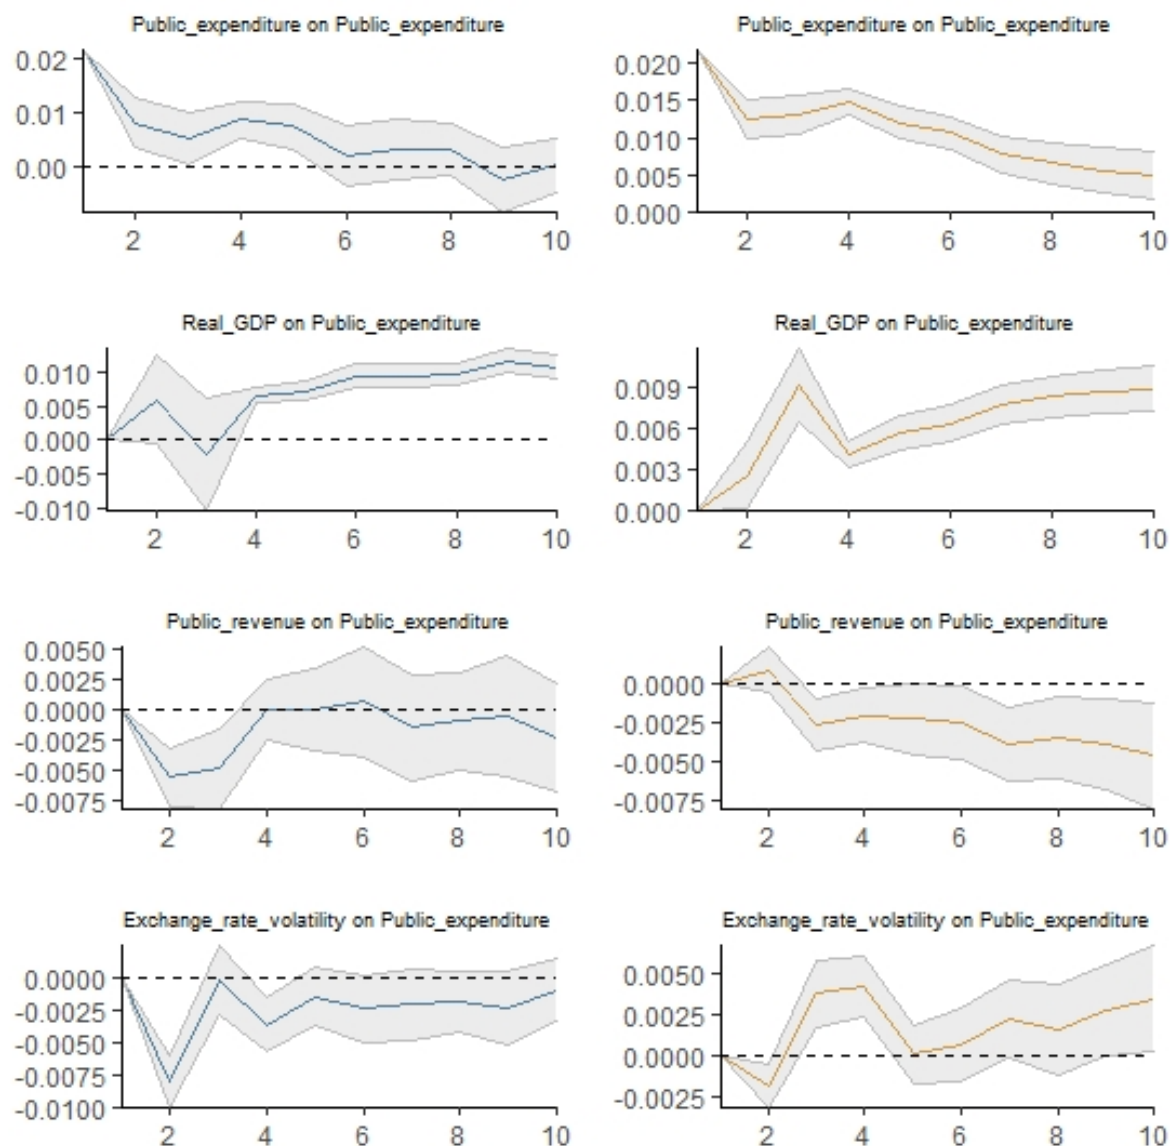 Public_expenditure on Public_expenditure
0.02
0.01
0.00
2 4 6 8 10
Public_expenditure on Public_expenditure
0.020
0.015
0.010
0.005
0.000
2 4 6 8 10
Real_GDP on Public_expenditure
0.010
0.005
0.000
-0.005
-0.010
2 4 6 8 10
Real_GDP on Public_expenditure
0.009
0.006
0.003
0.000
2 4 6 8 10
Public_revenue on Public_expenditure
0.0050
0.0025
0.0000
-0.0025
-0.0050
-0.0075
2 4 6 8 10
Public_revenue on Public_expenditure
0.0000
-0.0025
-0.0050
-0.0075
2 4 6 8 10
Exchange_rate_volatility on Public_expenditure
0.0000
-0.0025
-0.0050
-0.0075
-0.0100
2 4 6 8 10
Exchange_rate_volatility on Public_expenditure
0.0050
0.0025
0.0000
-0.0025
2 4 6 8 10